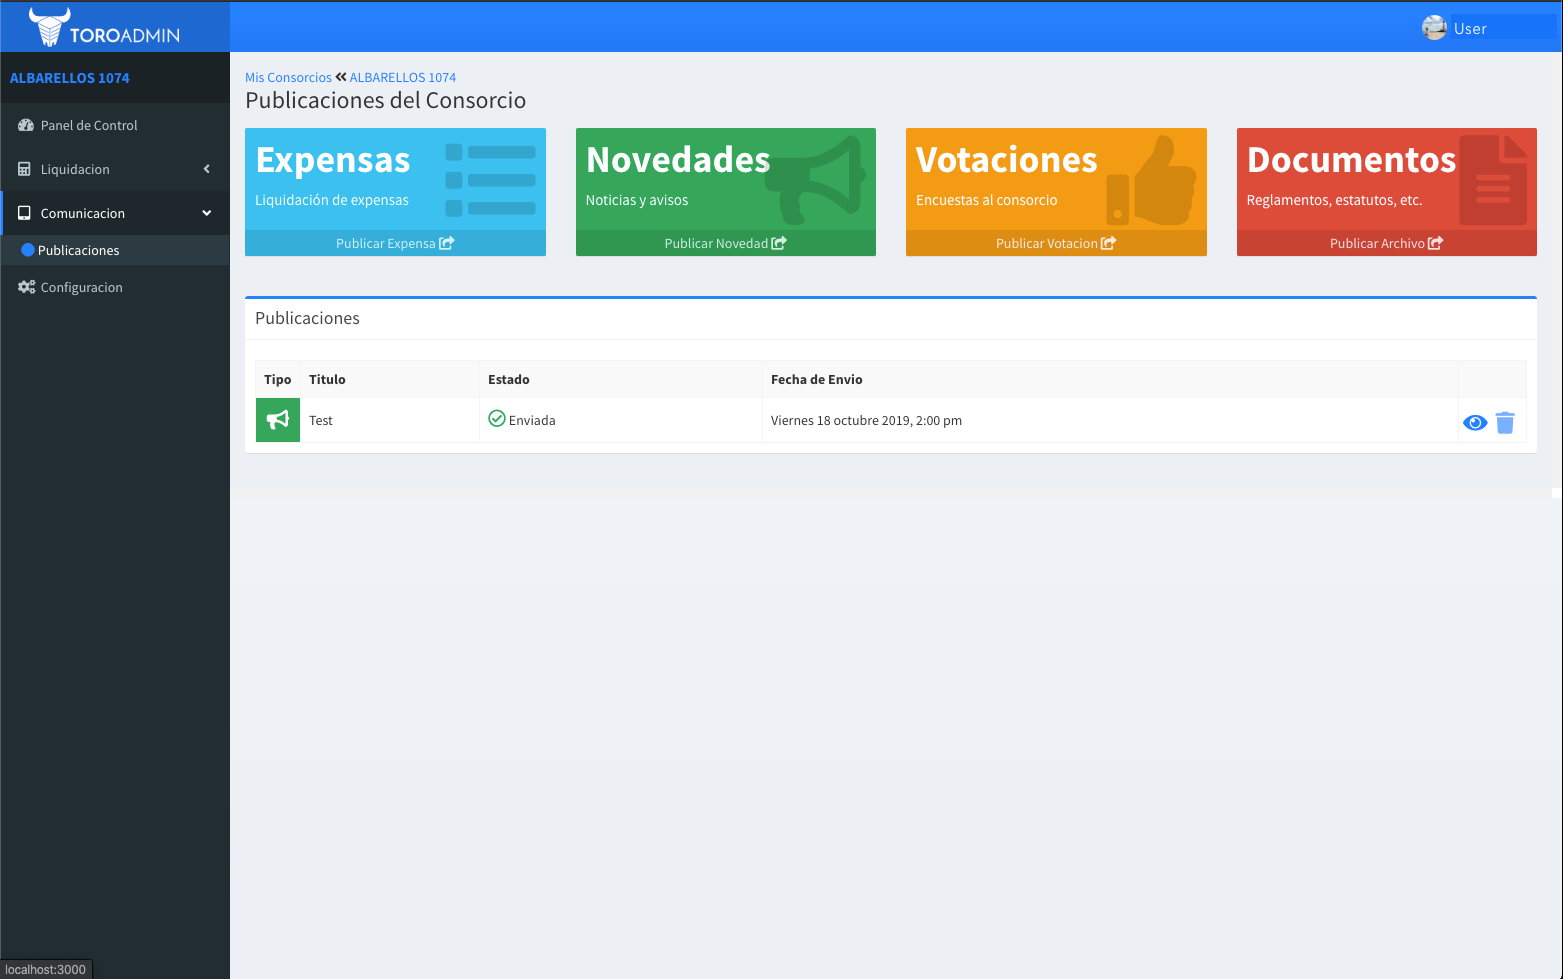 TOROADMIN
User
ALBARELLOS 1074
Panel de Control
Liquidacion
Comunicacion
Publicaciones
Configuracion
Mis Consorcios « ALBARELLOS 1074
Publicaciones del Consorcio
Expensas
Liquidación de expensas
Publicar Expensa
Novedades
Noticias y avisos
Publicar Novedad
Votaciones
Encuestas al consorcio
Publicar Votacion
Documentos
Reglamentos, estatutos, etc.
Publicar Archivo
Publicaciones
Tipo Titulo Estado Fecha de Envio
Test Enviada Viernes 18 octubre 2019, 2:00 pm
localhost:3000